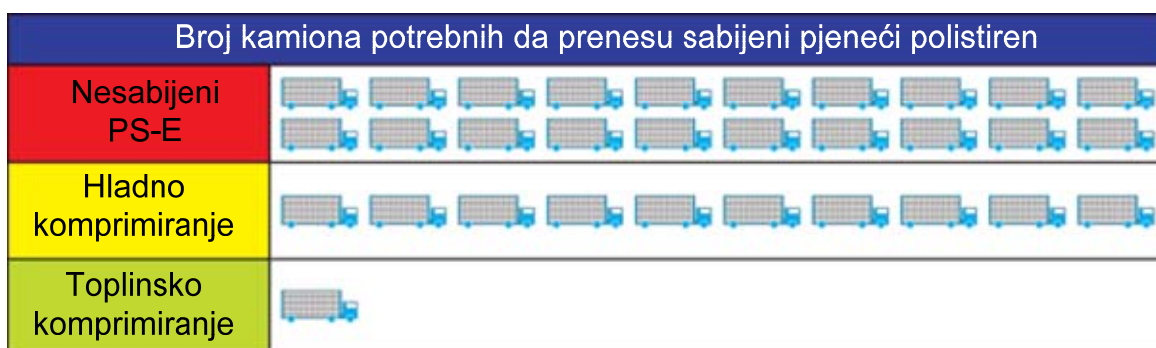 Broj kamiona potrebnih da prenesu sabijeni pjeneći polistiren
Nesabijeni
PS-E
Hladno
komprimiranje
Toplinsko
komprimiranje